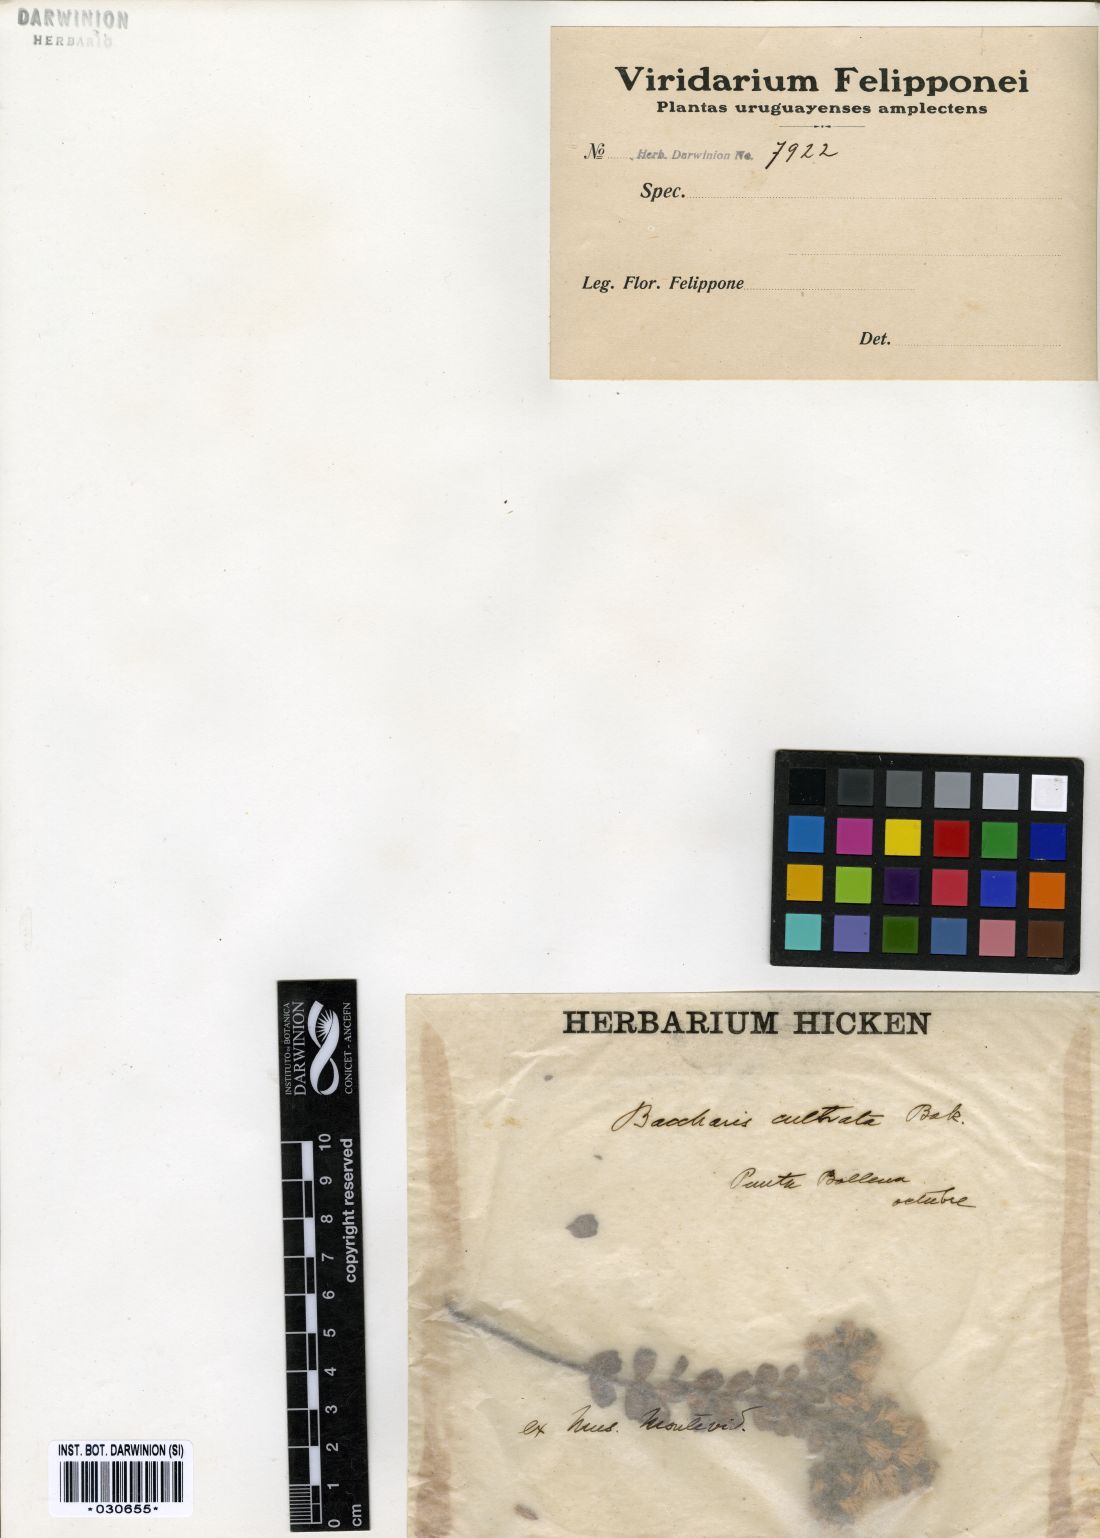 DARWINION
HERBARIO
Viridarium Felipponei
Plantas uruguayenses amplectens
№ Herb. Darwinion No. 7922
Spec.
Leg. Flor. Felippone
Det.
HERBARIUM HICKEN
Baccharis cultrata Bak.
Punta Ballena
octubre
ex Mus. Montevid.
INSTITUTO DE BOTANICA
DARWINION
CONICET - ANCEFN
copyright reserved
10
9
8
7
6
5
4
3
2
1
0
cm
INST. BOT. DARWINION (SI)
*030655*